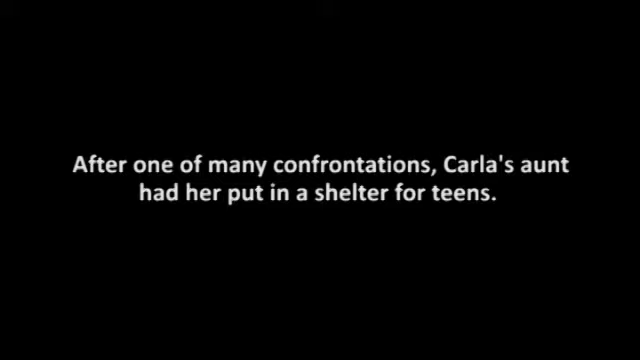 After one of many confrontations, Carla's aunt
had her put in a shelter for teens.